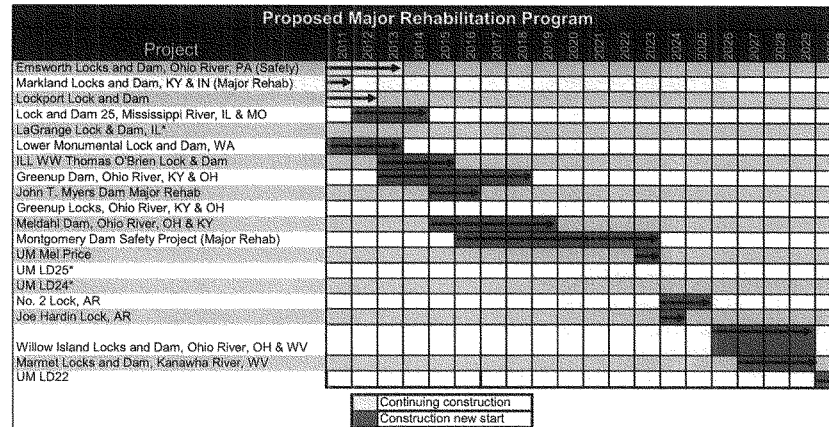 Proposed Major Rehabilitation Program
Project
2011 2012 2013 2014 2015 2016 2017 2018 2019 2020 2021 2022 2023 2024 2025 2026 2027 2028 2029
Emsworth Locks and Dam, Ohio River, PA (Safety)
Markland Locks and Dam, KY & IN (Major Rehab)
Lockport Lock and Dam
Lock and Dam 25, Mississippi River, IL & MO
LaGrange Lock & Dam, IL*
Lower Monumental Lock and Dam, WA
ILL WW Thomas O'Brien Lock & Dam
Greenup Dam, Ohio River, KY & OH
John T. Myers Dam Major Rehab
Greenup Locks, Ohio River, KY & OH
Meldahl Dam, Ohio River, OH & KY
Montgomery Dam Safety Project (Major Rehab)
UM Mel Price
UM LD25*
UM LD24*
No. 2 Lock, AR
Joe Hardin Lock, AR
Willow Island Locks and Dam, Ohio River, OH & WV
Marmet Locks and Dam, Kanawha River, WV
UM LD22
Continuing construction
Construction new start